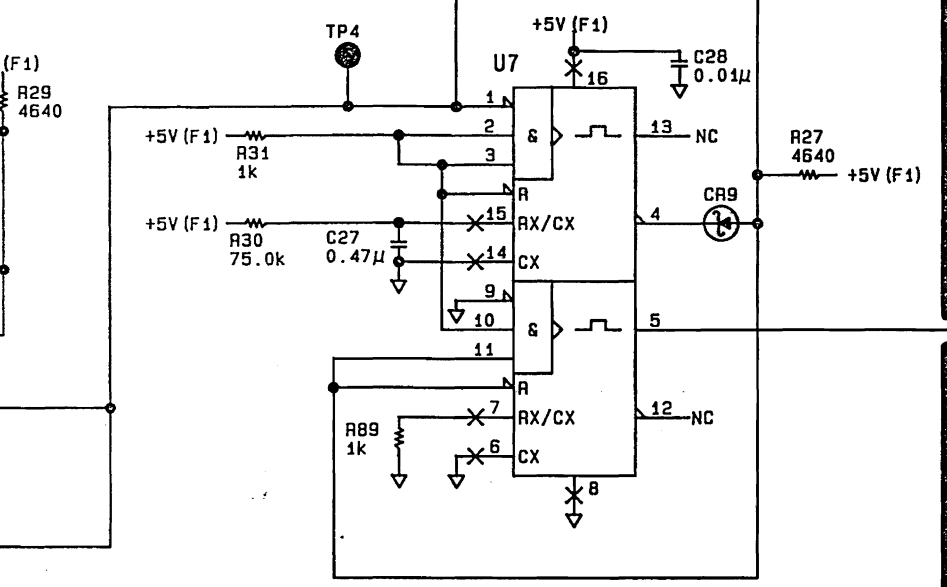 TP4
+5V(F1)
U7
C28
0.01µ
16
(F1)
R29
4640
1
+5V(F1)
R31
1k
2
3
&
13
NC
R27
4640
+5V(F1)
R
+5V(F1)
R30
75.0k
C27
0.47µ
15
RX/CX
4
CR9
14
CX
9
10
&
5
11
R
R89
1k
7
RX/CX
12
NC
6
CX
8